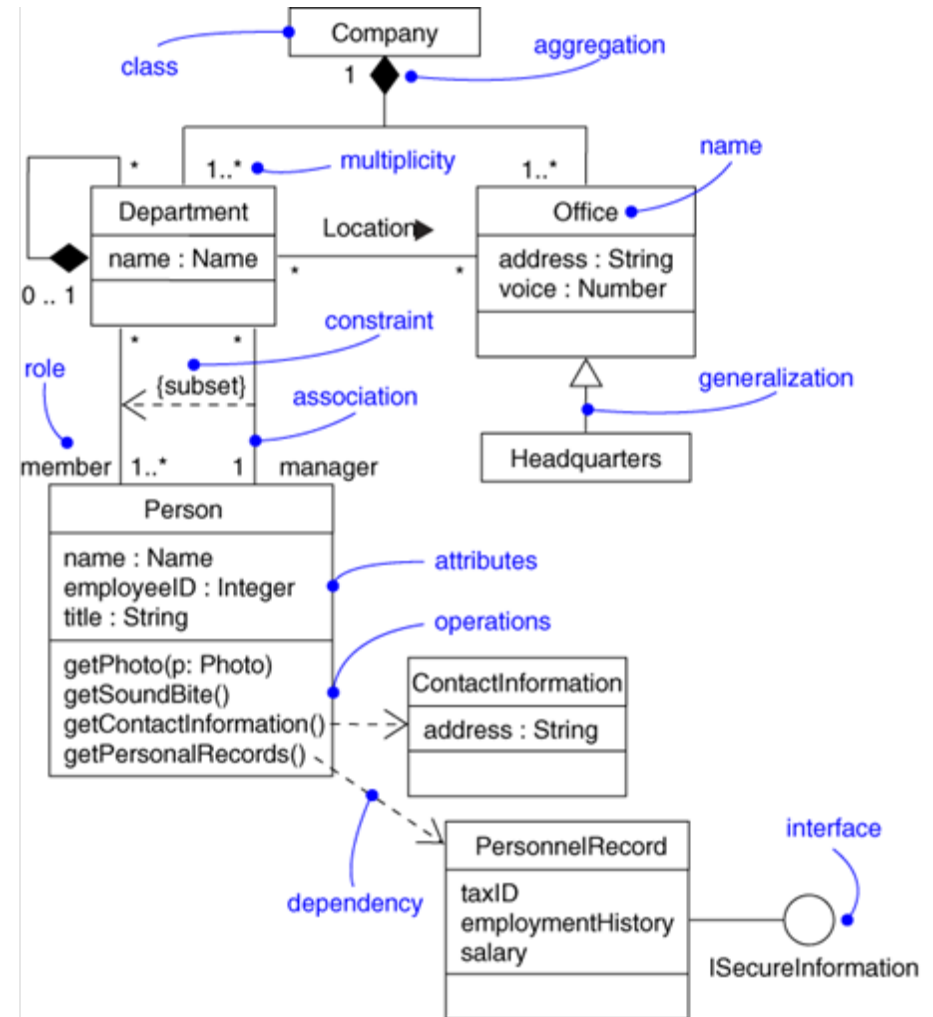 Company
class
aggregation
1
multiplicity
name
*
1..*
1..*
Department
Office
Location
name : Name
address : String
voice : Number
*
*
0 .. 1
constraint
*
*
role
{subset}
association
generalization
member
1..*
1
manager
Headquarters
Person
name : Name
employeeID : Integer
title : String
attributes
operations
getPhoto(p: Photo)
getSoundBite()
getContactInformation()
getPersonalRecords()
ContactInformation
address : String
dependency
PersonnelRecord
interface
taxID
employmentHistory
salary
ISecureInformation